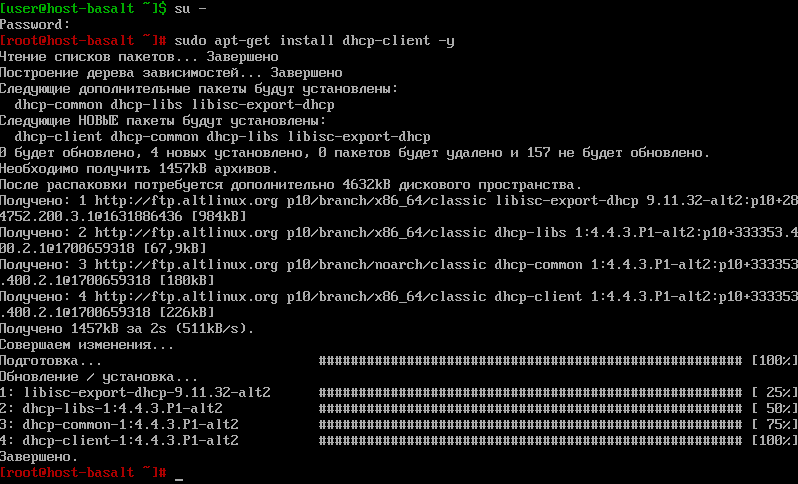 [user@host-basalt ~]$ su -
Password:
[root@host-basalt ~]# sudo apt-get install dhcp-client -y
Чтение списков пакетов... Завершено
Построение дерева зависимостей... Завершено
Следующие дополнительные пакеты будут установлены:
  dhcp-common dhcp-libs libisc-export-dhcp
Следующие НОВЫЕ пакеты будут установлены:
  dhcp-client dhcp-common dhcp-libs libisc-export-dhcp
0 будет обновлено, 4 новых установлено, 0 пакетов будет удалено и 157 не будет обновлено.
Необходимо получить 1457kB архивов.
После распаковки потребуется дополнительно 4632kB дискового пространства.
Получено: 1 http://ftp.altlinux.org p10/branch/x86_64/classic libisc-export-dhcp 9.11.32-alt2:p10+28
4752.200.3.1@1631886436 [984kB]
Получено: 2 http://ftp.altlinux.org p10/branch/x86_64/classic dhcp-libs 1:4.4.3.P1-alt2:p10+333353.4
00.2.1@1700659318 [67,9kB]
Получено: 3 http://ftp.altlinux.org p10/branch/noarch/classic dhcp-common 1:4.4.3.P1-alt2:p10+333353
.400.2.1@1700659318 [180kB]
Получено: 4 http://ftp.altlinux.org p10/branch/x86_64/classic dhcp-client 1:4.4.3.P1-alt2:p10+333353
.400.2.1@1700659318 [226kB]
Получено 1457kB за 2s (511kB/s).
Совершаем изменения...
Подготовка... ##################################################### [100%]
Обновление / установка...
1: libisc-export-dhcp-9.11.32-alt2 ##################################################### [ 25%]
2: dhcp-libs-1:4.4.3.P1-alt2 ##################################################### [ 50%]
3: dhcp-common-1:4.4.3.P1-alt2 ##################################################### [ 75%]
4: dhcp-client-1:4.4.3.P1-alt2 ##################################################### [100%]
Завершено.
[root@host-basalt ~]# _